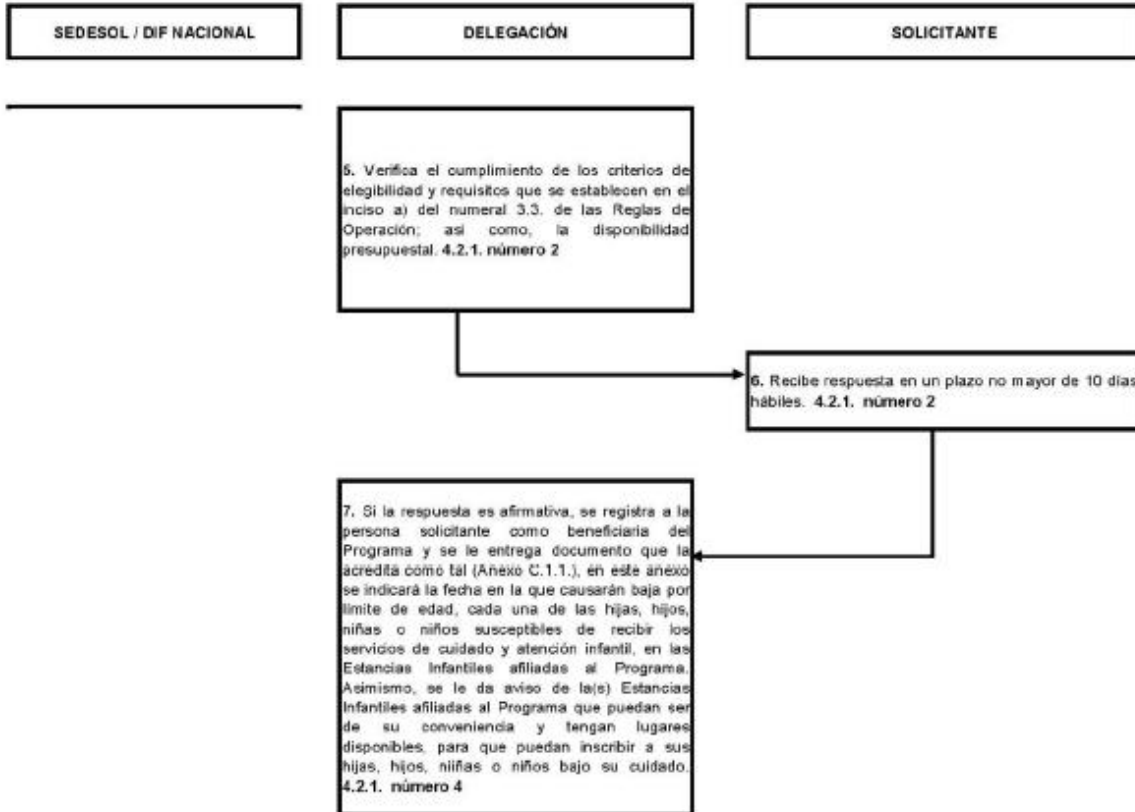 SEDESOL / DIF NACIONAL
DELEGACIÓN
SOLICITANTE
5. Verifica el cumplimiento de los criterios de
elegibilidad y requisitos que se establecen en el
inciso a) del numeral 3.3. de las Reglas de
Operación; así como, la disponibilidad
presupuestal. 4.2.1. número 2
6. Recibe respuesta en un plazo no mayor de 10 días
hábiles. 4.2.1. número 2
7. Si la respuesta es afirmativa, se registra a la
persona solicitante como beneficiaria del
Programa y se le entrega documento que la
acredita como tal (Anexo C.1.1.), en este anexo
se indicará la fecha en la que causarán baja por
límite de edad, cada una de las hijas, hijos,
niñas o niños susceptibles de recibir los
servicios de cuidado y atención infantil, en las
Estancias Infantiles afiliadas al Programa.
Asimismo, se le da aviso de la(s) Estancias
Infantiles afiliadas al Programa que puedan ser
de su conveniencia y tengan lugares
disponibles, para que puedan inscribir a sus
hijas, hijos, niiñas o niños bajo su cuidado.
4.2.1. número 4